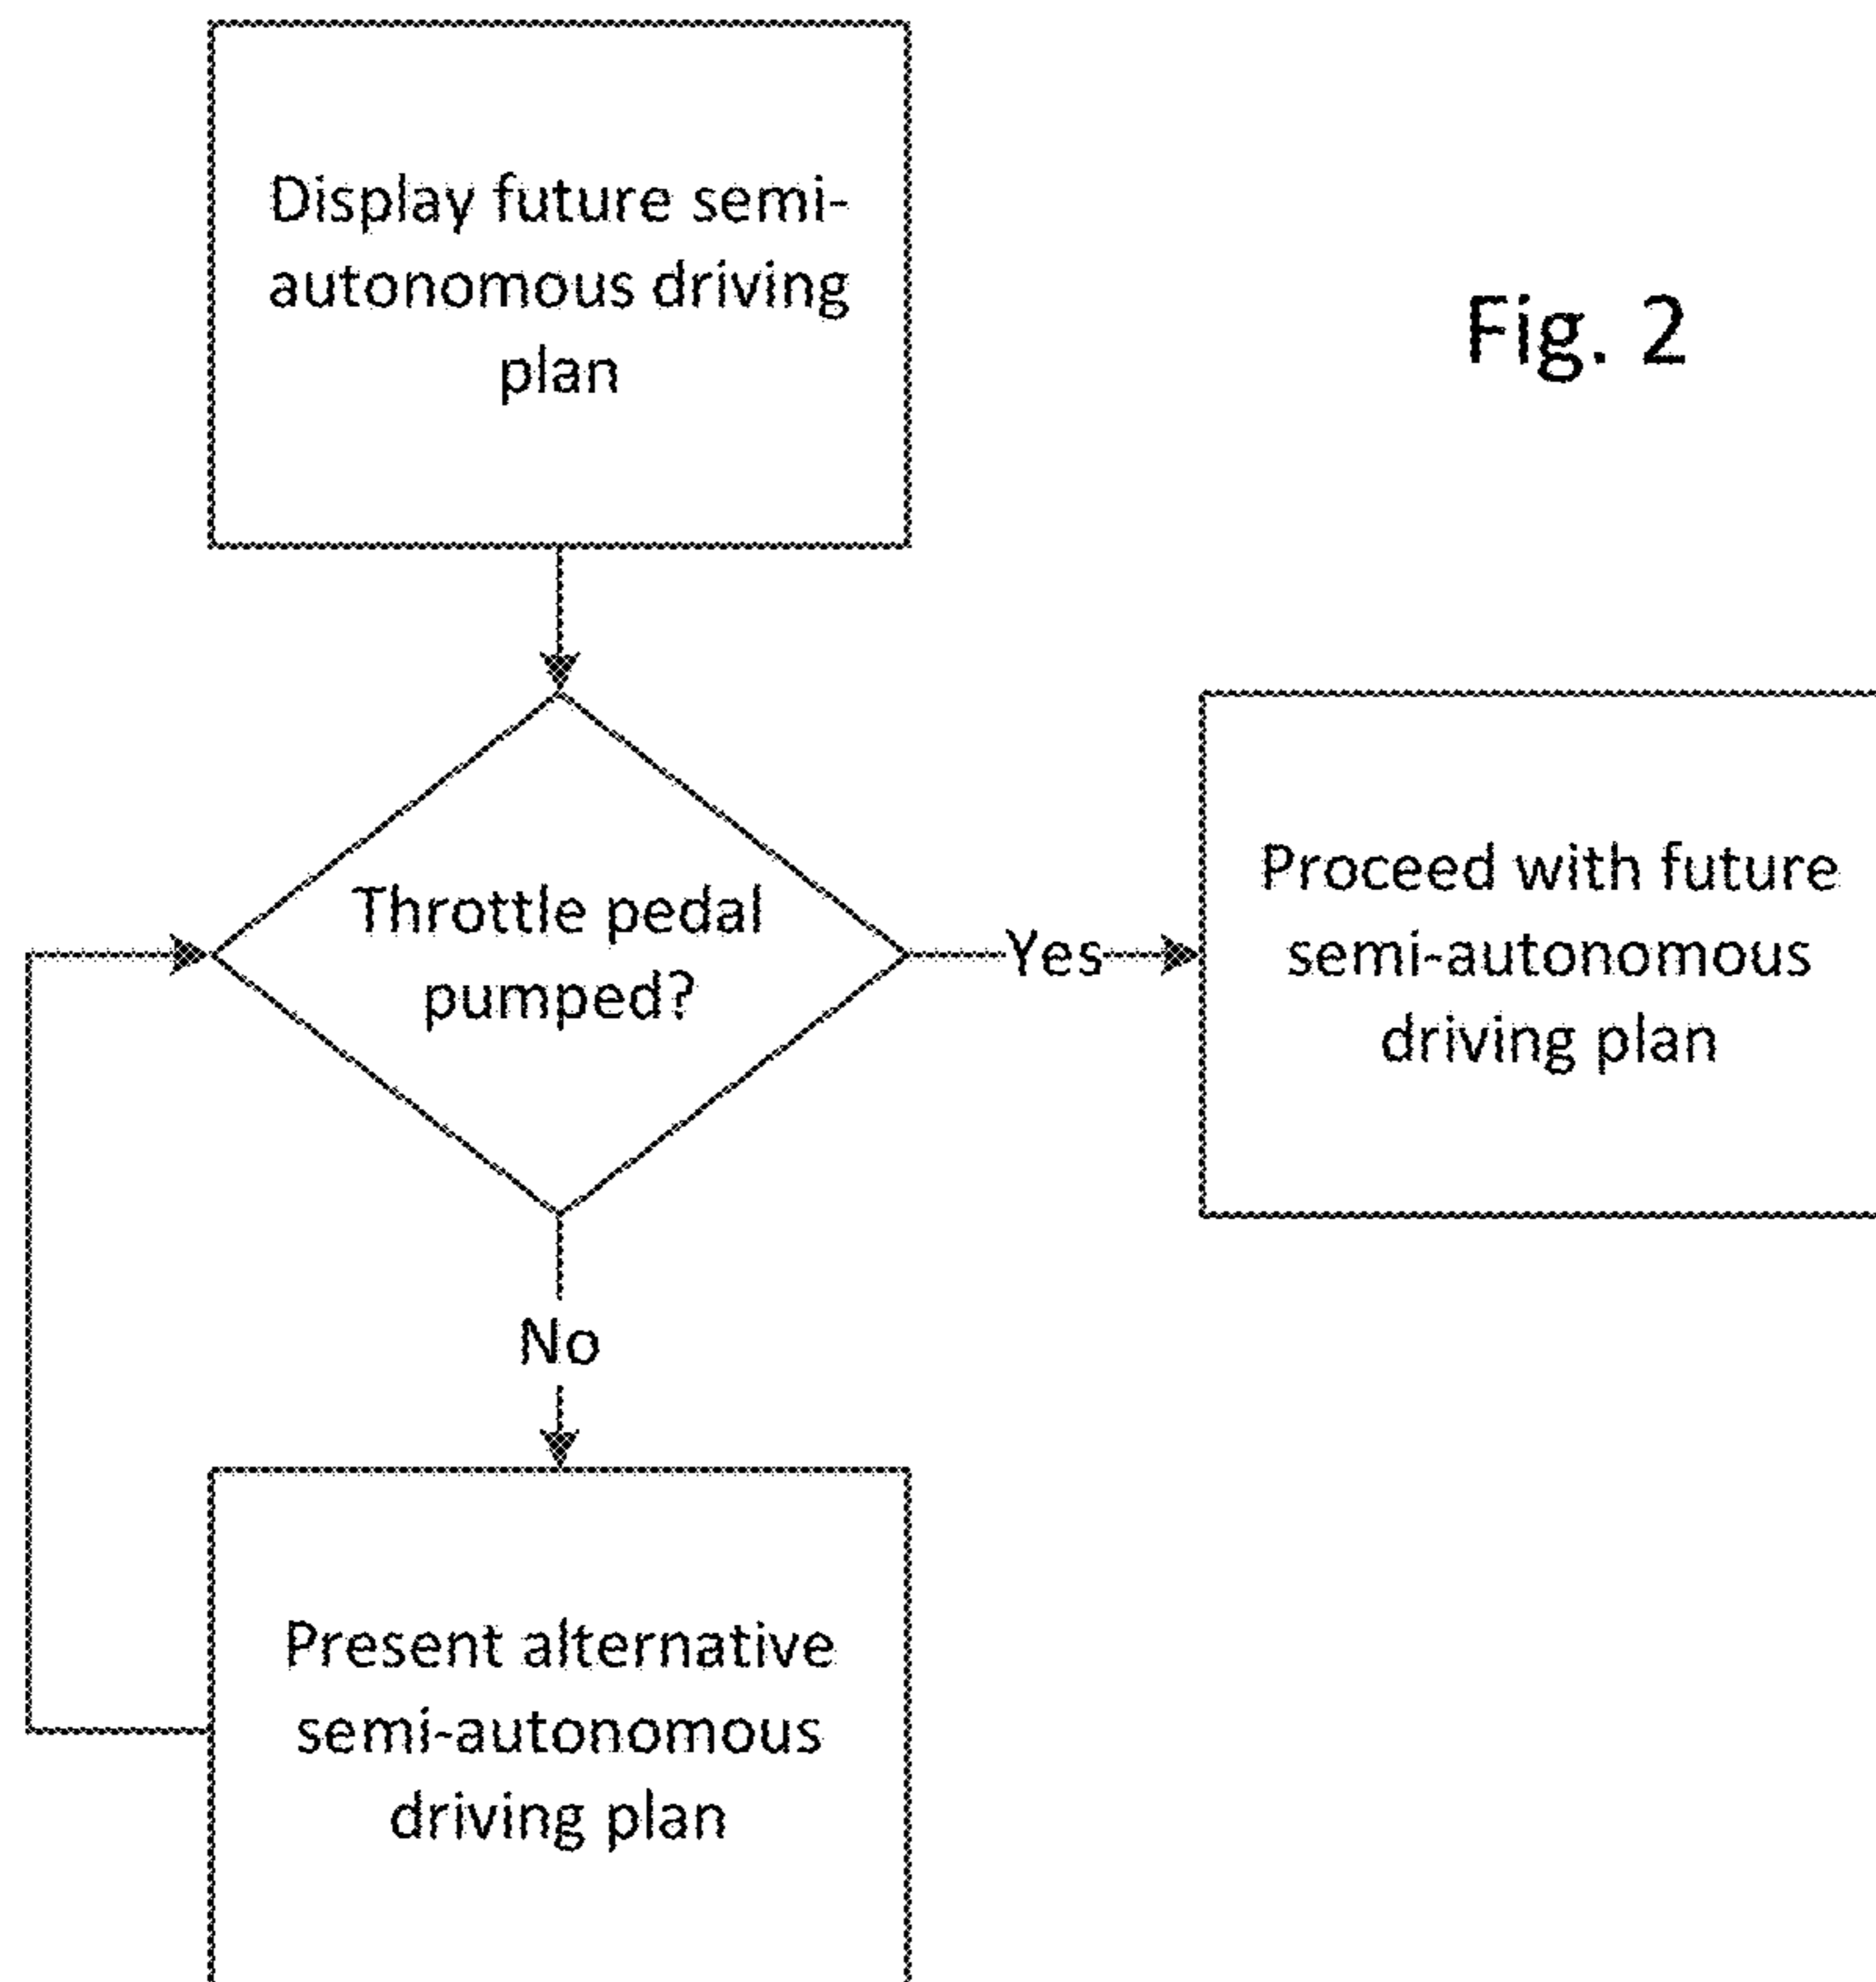 Display future semi-
autonomous driving
plan
Fig. 2
Throttle pedal
pumped?
Yes
Proceed with future
semi-autonomous
driving plan
No
Present alternative
semi-autonomous
driving plan